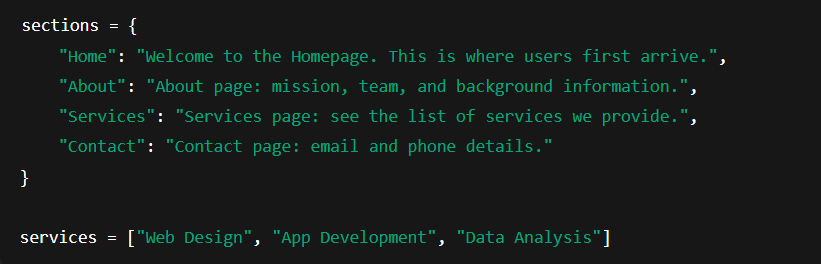 sections = {
    "Home": "Welcome to the Homepage. This is where users first arrive.",
    "About": "About page: mission, team, and background information.",
    "Services": "Services page: see the list of services we provide.",
    "Contact": "Contact page: email and phone details."
}
services = ["Web Design", "App Development", "Data Analysis"]